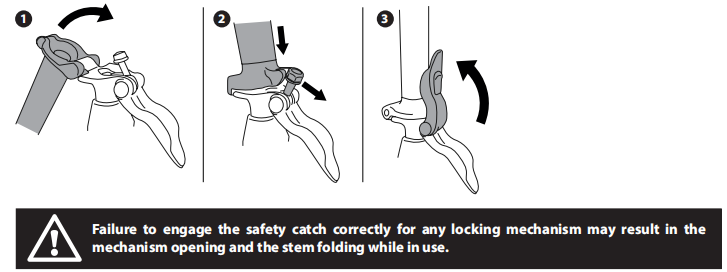 1
2
3
Failure to engage the safety catch correctly for any locking mechanism may result in the
mechanism opening and the stem folding while in use.